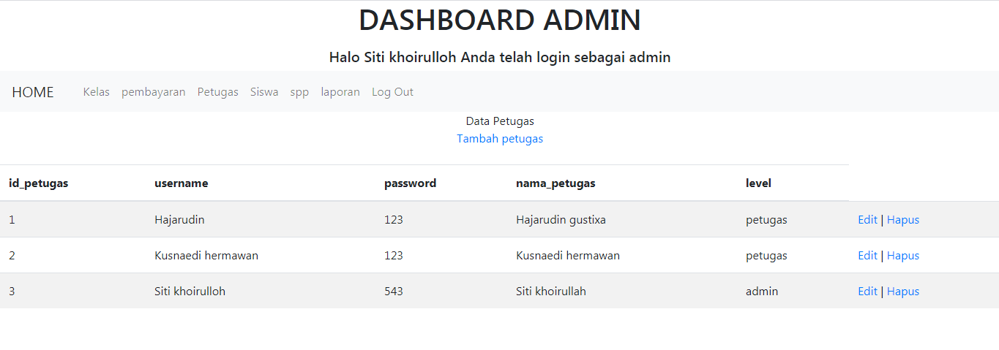 DASHBOARD ADMIN
Halo Siti khoirulloh Anda telah login sebagai admin
HOME Kelas pembayaran Petugas Siswa spp laporan Log Out
Data Petugas
Tambah petugas
id_petugas username password nama_petugas level
1 Hajarudin 123 Hajarudin gustixa petugas Edit | Hapus
2 Kusnaedi hermawan 123 Kusnaedi hermawan petugas Edit | Hapus
3 Siti khoirulloh 543 Siti khoirullah admin Edit | Hapus